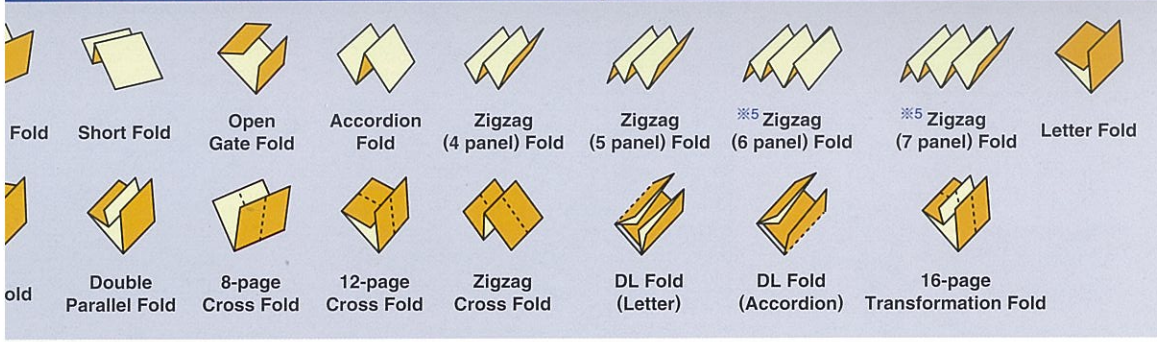 Fold
Short Fold
Open
Gate Fold
Accordion
Fold
Zigzag
(4 panel) Fold
Zigzag
(5 panel) Fold
※5 Zigzag
(6 panel) Fold
※5 Zigzag
(7 panel) Fold
Letter Fold
old
Double
Parallel Fold
8-page
Cross Fold
12-page
Cross Fold
Zigzag
Cross Fold
DL Fold
(Letter)
DL Fold
(Accordion)
16-page
Transformation Fold